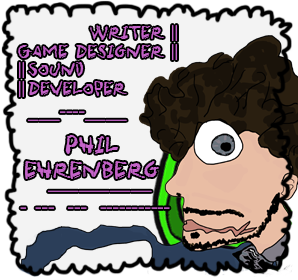 WRITER ||
GAME DESIGNER ||
||SOUND
||DEVELOPER
PHIL
EHRENBERG